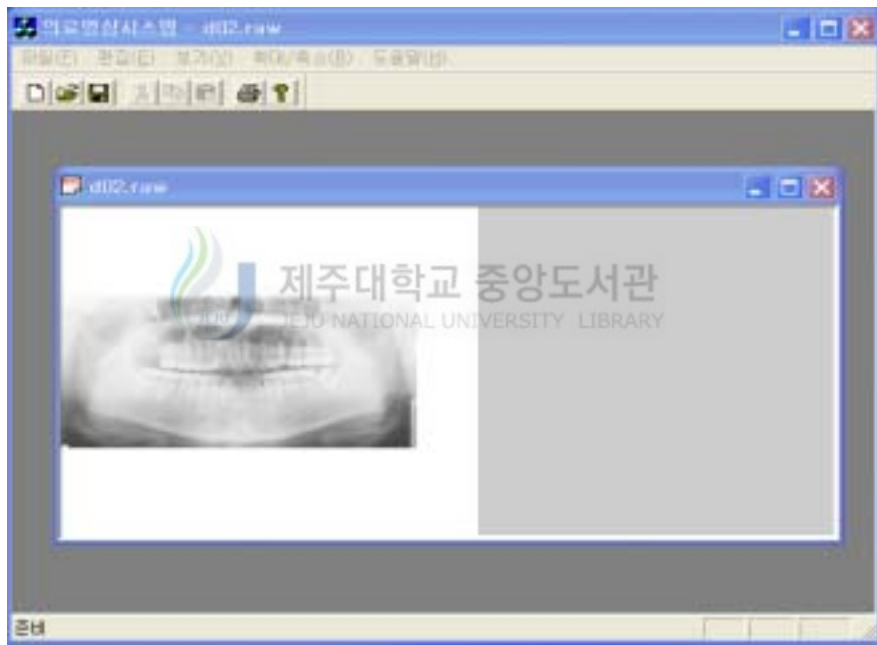 의료영상시스템 - d02.raw
파일(F) 편집(E) 보기(V) 확대/축소(B) 도움말(H)
d02.raw
제주대학교 중앙도서관
JEJU NATIONAL UNIVERSITY LIBRARY
JEJU
준비